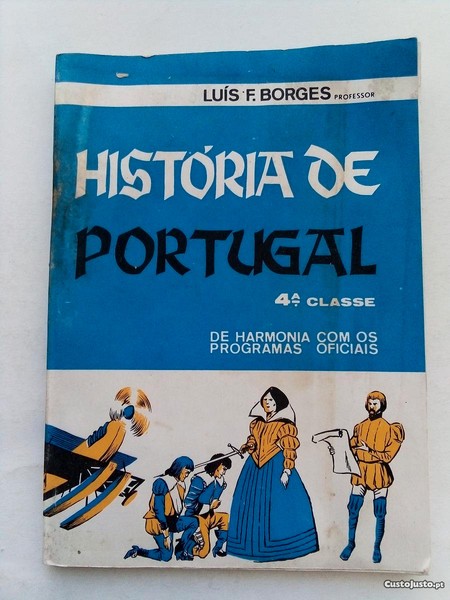 LUÍS F. BORGES PROFESSOR
HISTÓRIA DE
PORTUGAL
4ª CLASSE
DE HARMONIA COM OS
PROGRAMAS OFICIAIS
CustoJusto.pt